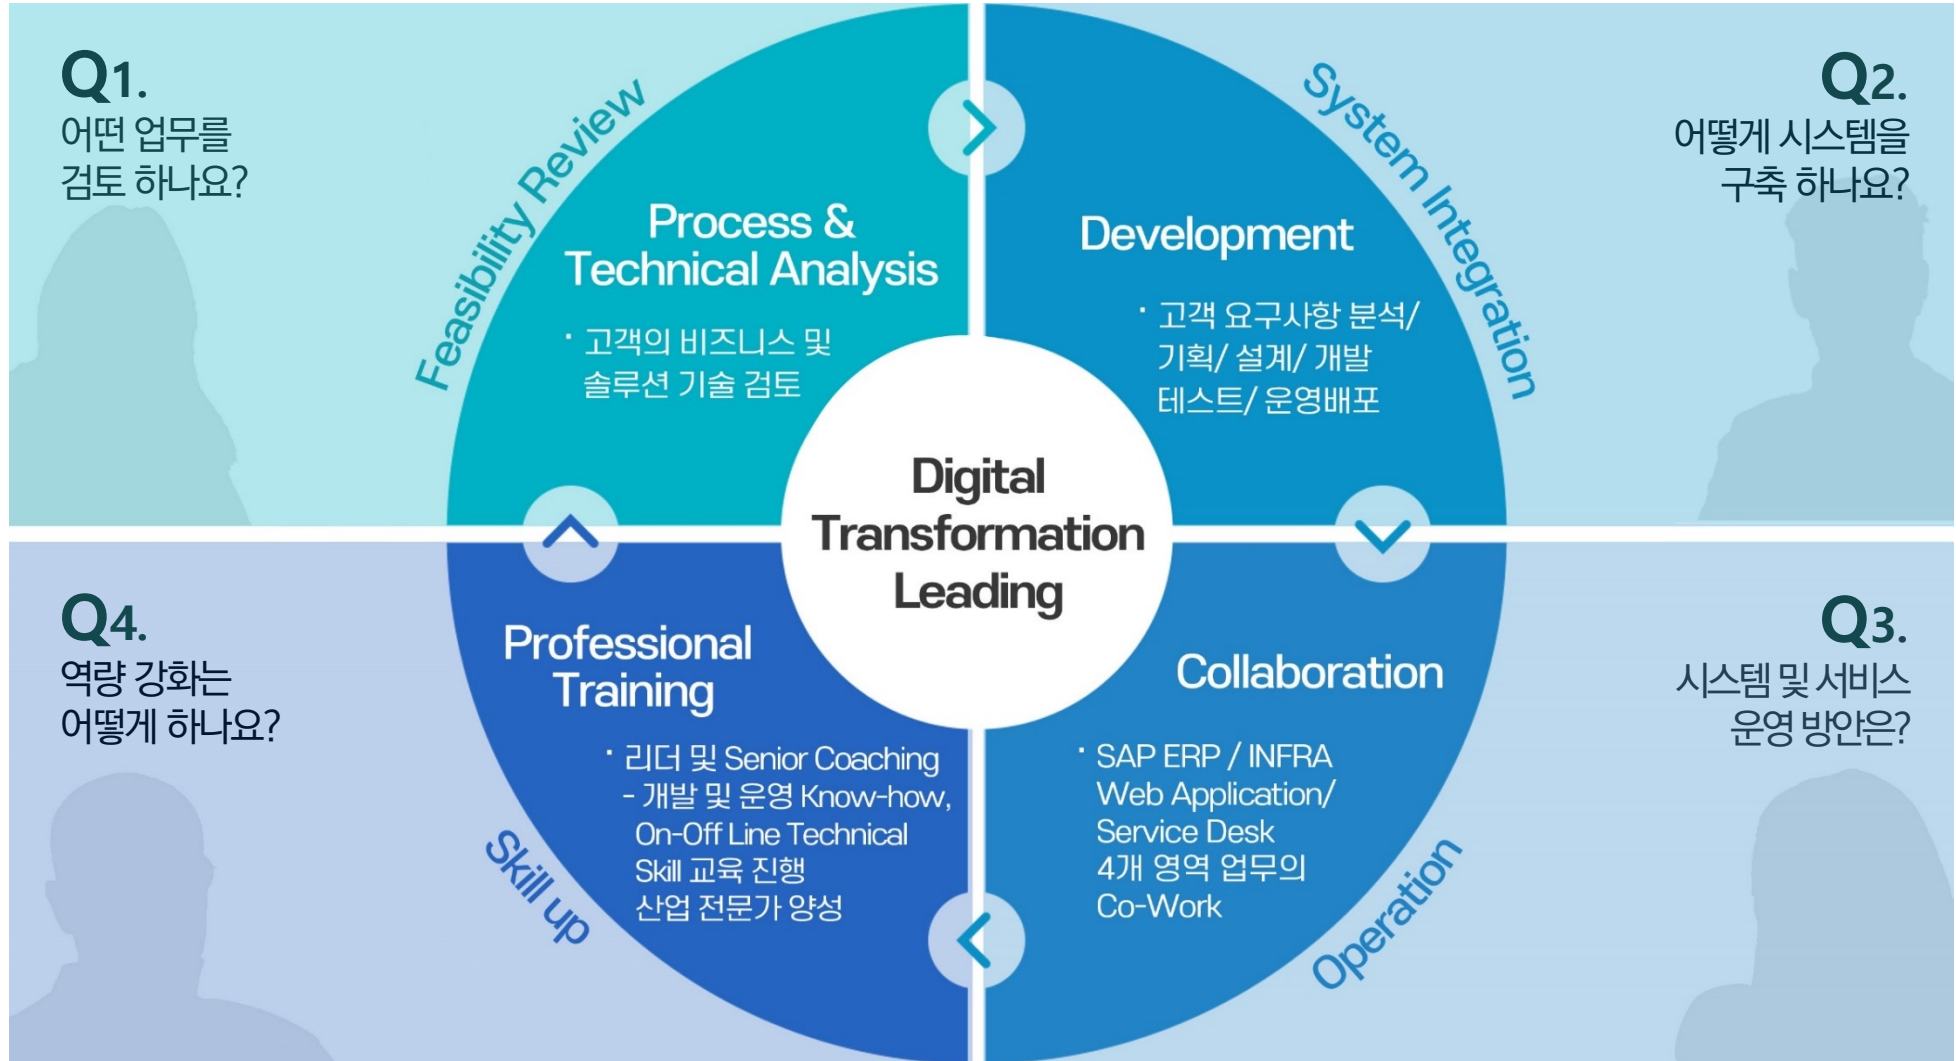 Q1.
어떤 업무를
검토 하나요?
Feasibility Review
Process &
Technical Analysis
· 고객의 비즈니스 및
솔루션 기술 검토
Q2.
어떻게 시스템을
구축 하나요?
System Integration
Development
· 고객 요구사항 분석/
기획/ 설계/ 개발
테스트/ 운영배포
Digital
Transformation
Leading
Q3.
시스템 및 서비스
운영 방안은?
Operation
Collaboration
· SAP ERP / INFRA
Web Application/
Service Desk
4개 영역 업무의
Co-Work
Q4.
역량 강화는
어떻게 하나요?
Skill up
Professional
Training
· 리더 및 Senior Coaching
- 개발 및 운영 Know-how,
On-Off Line Technical
Skill 교육 진행
산업 전문가 양성